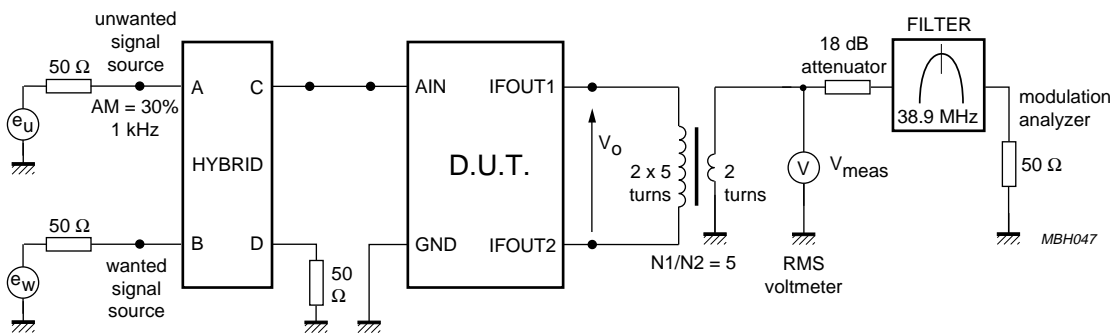 unwanted
signal
source
50 Ω
e_u
A
AM = 30%
1 kHz
C
HYBRID
50 Ω
e_w
B
wanted
signal
source
D
50
Ω
AIN
IFOUT1
D.U.T.
GND
IFOUT2
V_o
2 x 5
turns
2
turns
N1/N2 = 5
V
V_meas
RMS
voltmeter
18 dB
attenuator
FILTER
38.9 MHz
modulation
analyzer
50 Ω
MBH047